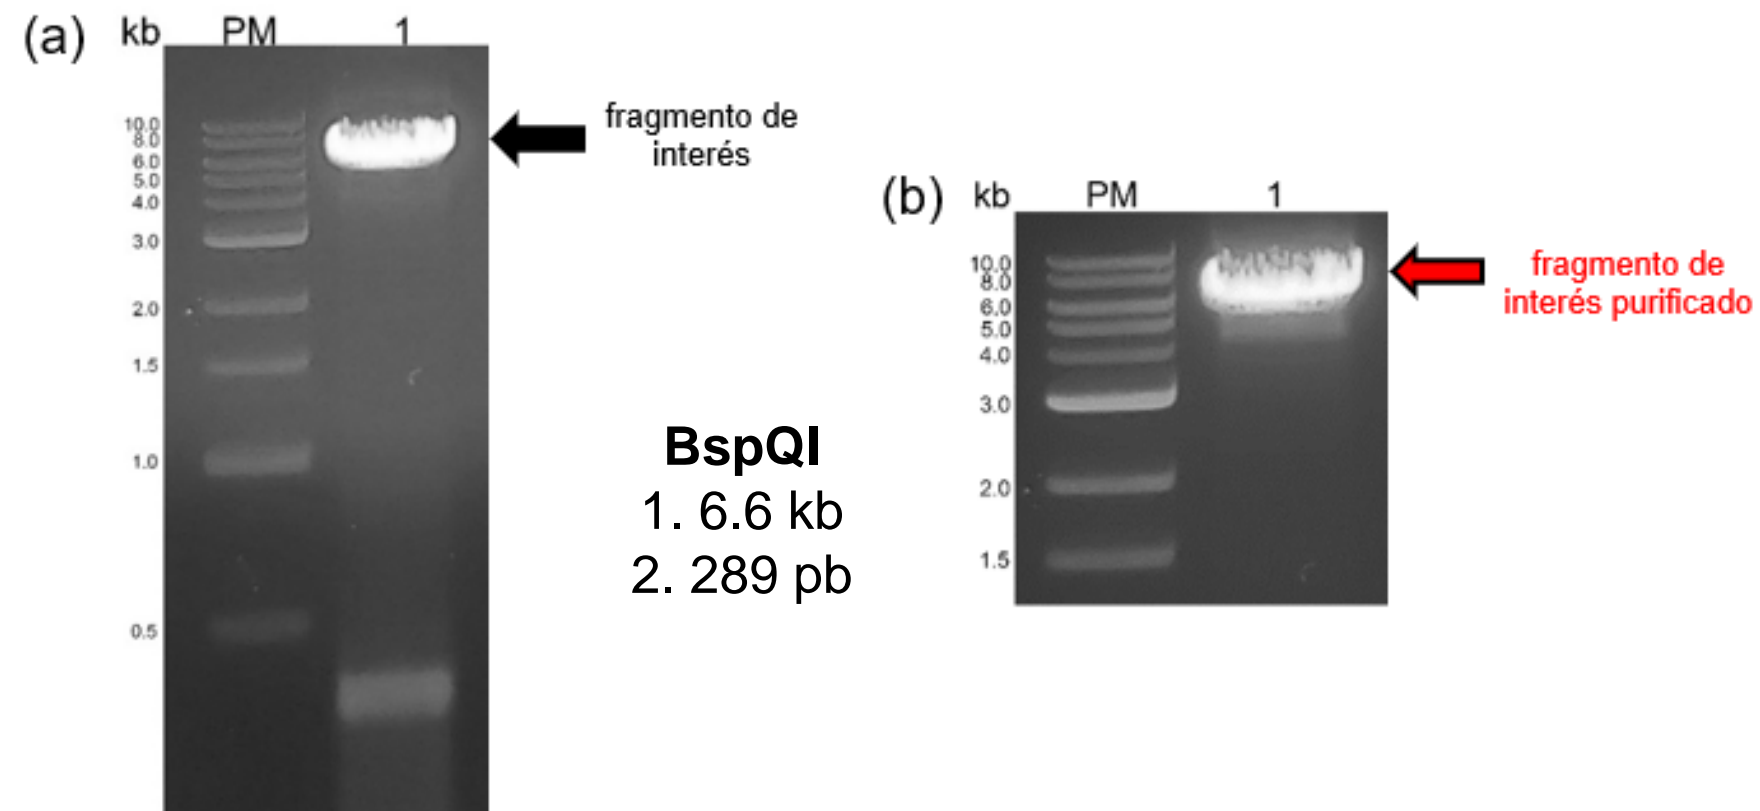 (a)
kb PM 1
10.0
8.0
6.0
5.0
4.0
3.0
2.0
1.5
1.0
0.5
fragmento de
interés
BspQI
1. 6.6 kb
2. 289 pb
(b)
kb PM 1
10.0
8.0
6.0
5.0
4.0
3.0
2.0
1.5
fragmento de
interés purificado